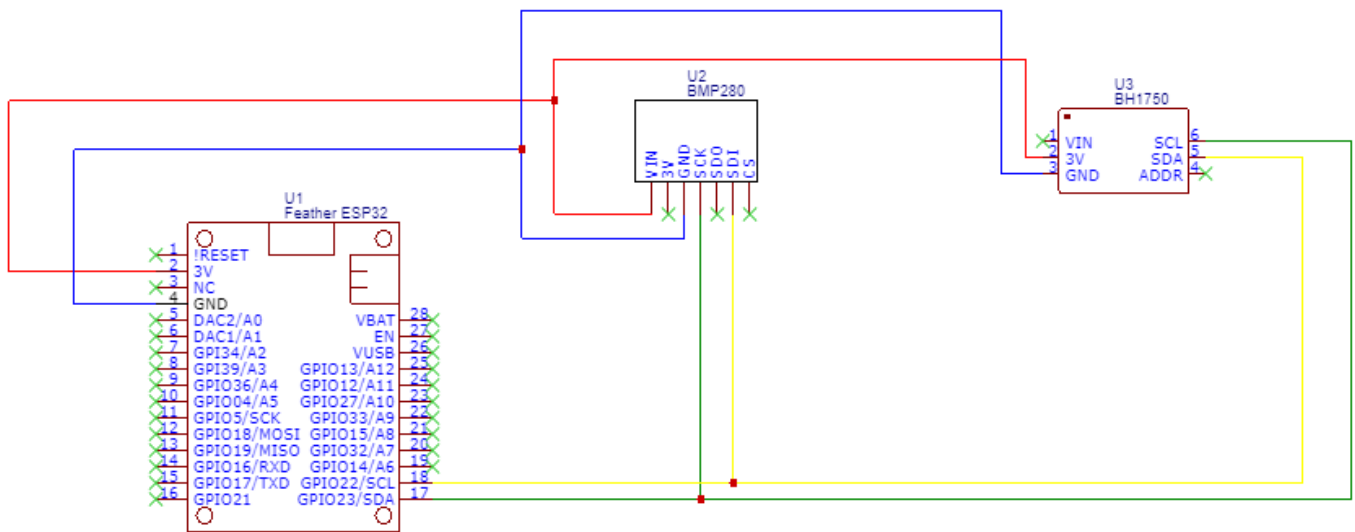 U2
BMP280
VIN
3V
GND
SCK
SDO
SDI
CS
U3
BH1750
1 VIN SCL 6
2 3V SDA 5
3 GND ADDR 4
U1
Feather ESP32
1 !RESET
2 3V
3 NC
4 GND
5 DAC2/A0 VBAT 28
6 DAC1/A1 EN 27
7 GPI34/A2 VUSB 26
8 GPI39/A3 GPIO13/A12 25
9 GPIO36/A4 GPIO12/A11 24
10 GPIO04/A5 GPIO27/A10 23
11 GPIO5/SCK GPIO33/A9 22
12 GPIO18/MOSI GPIO15/A8 21
13 GPIO19/MISO GPIO32/A7 20
14 GPIO16/RXD GPIO14/A6 19
15 GPIO17/TXD GPIO22/SCL 18
16 GPIO21 GPIO23/SDA 17